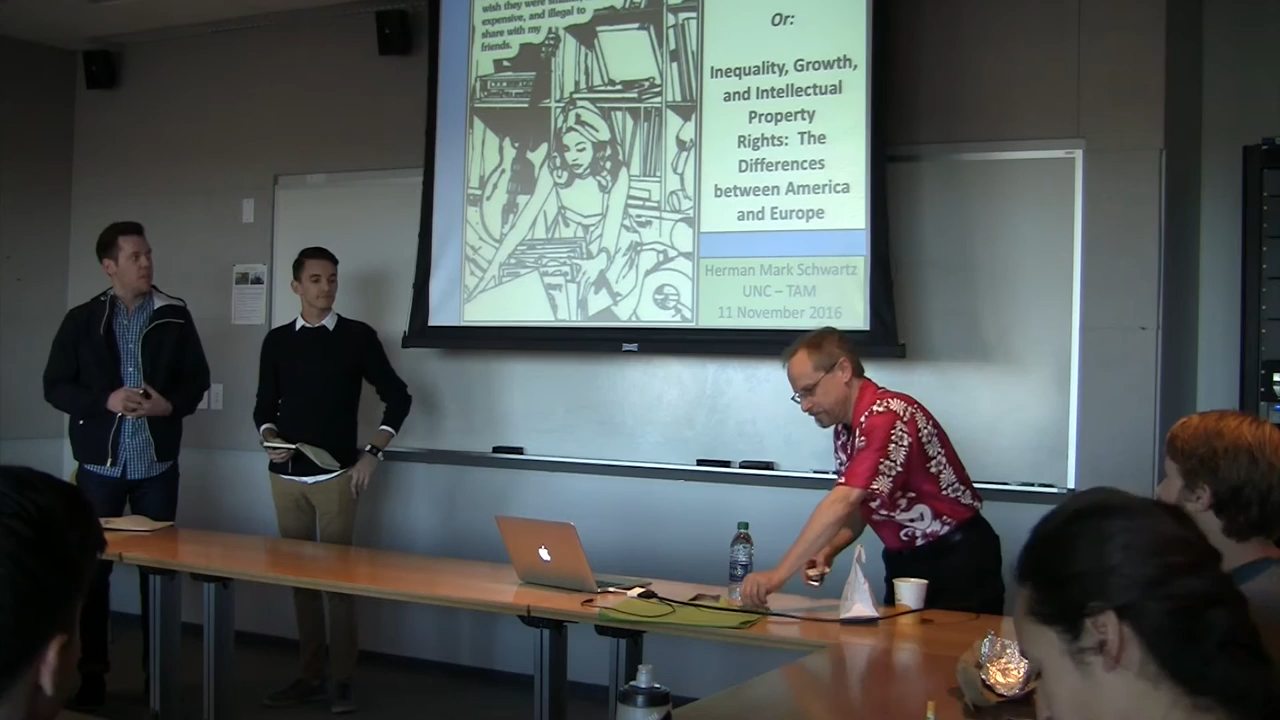 wish they were
expensive, and illegal to
share with my
friends.
Or:
Inequality, Growth,
and Intellectual
Property
Rights: The
Differences
between America
and Europe
Herman Mark Schwartz
UNC – TAM
11 November 2016